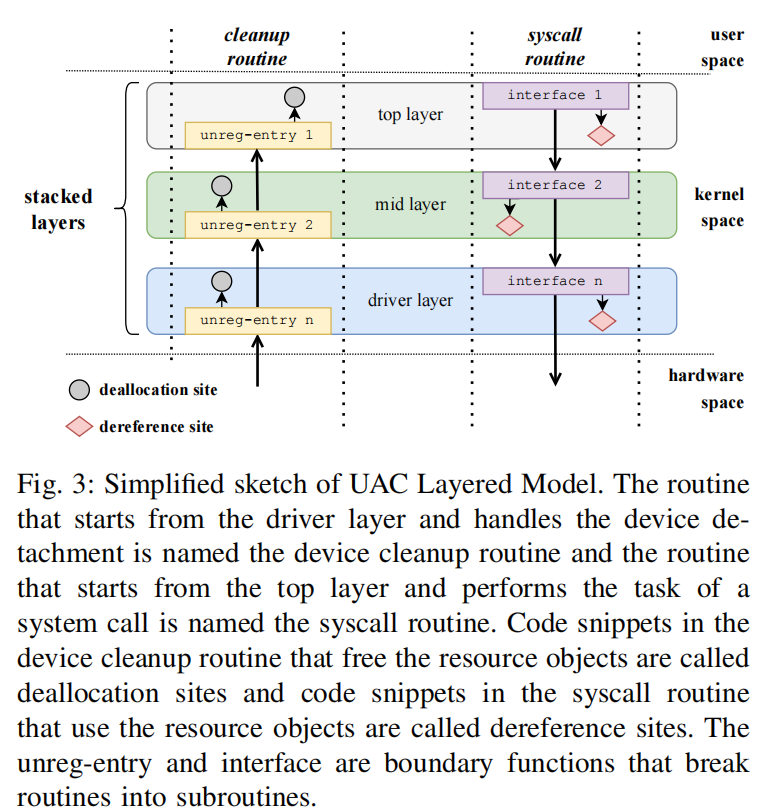 cleanup routine
syscall routine
user space
interface 1
top layer
unreg-entry 1
stacked layers
interface 2
mid layer
kernel space
unreg-entry 2
interface n
driver layer
unreg-entry n
hardware space
deallocation site
dereference site
Fig. 3: Simplified sketch of UAC Layered Model. The routine
that starts from the driver layer and handles the device de-
tachment is named the device cleanup routine and the routine
that starts from the top layer and performs the task of a
system call is named the syscall routine. Code snippets in the
device cleanup routine that free the resource objects are called
deallocation sites and code snippets in the syscall routine
that use the resource objects are called dereference sites. The
unreg-entry and interface are boundary functions that break
routines into subroutines.